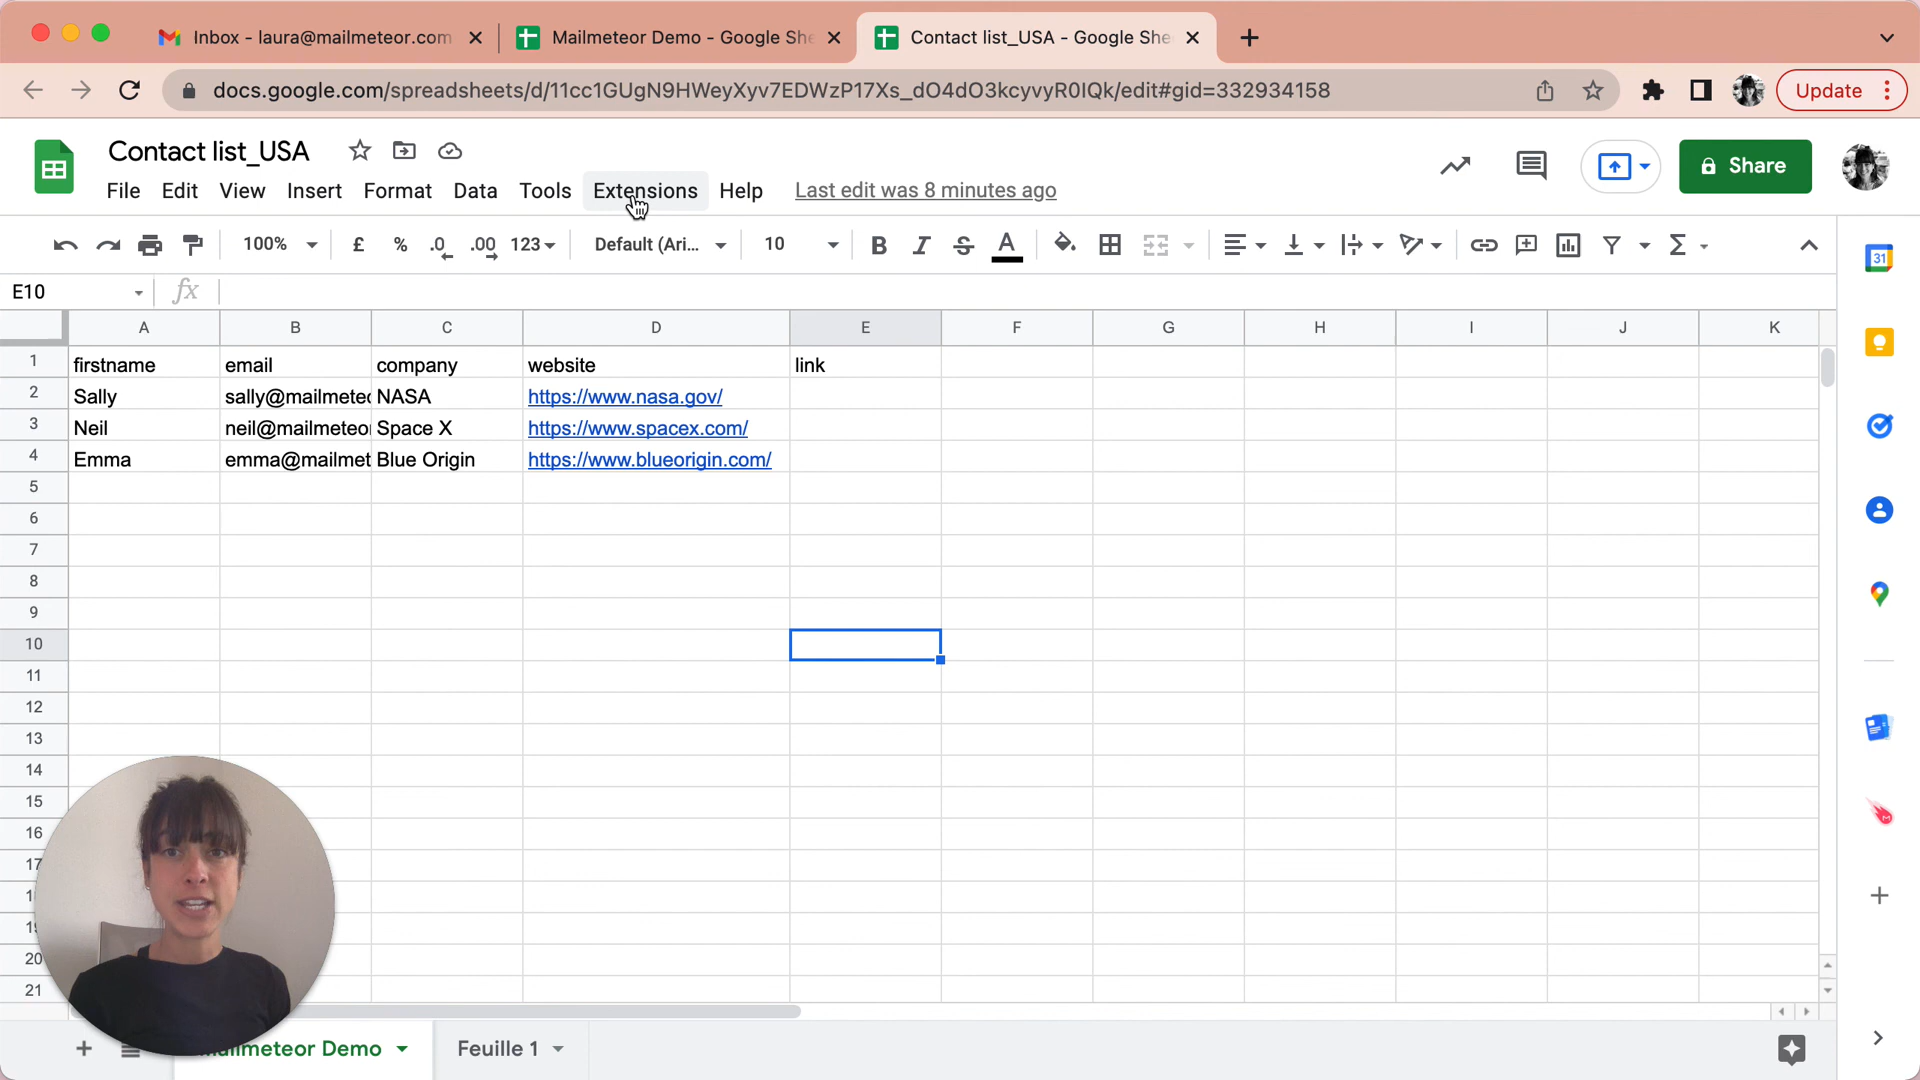 Inbox - laura@mailmeteor.com
Mailmeteor Demo - Google She
Contact list_USA - Google She
docs.google.com/spreadsheets/d/11cc1GUgN9HWeyXyv7EDWzP17Xs_dO4dO3kcyvyR0IQk/edit#gid=332934158
Update
Contact list_USA
File Edit View Insert Format Data Tools Extensions Help Last edit was 8 minutes ago
Share
100% £ % .0 .00 123 Default (Ari... 10 B I S A Σ
31
E10 fx
A B C D E F G H I J K
1 firstname email company website link
2 Sally sally@mailmeteo NASA https://www.nasa.gov/
3 Neil neil@mailmeteor Space X https://www.spacex.com/
4 Emma emma@mailmet Blue Origin https://www.blueorigin.com/
5
6
7
8
9
10
11
12
13
14
15
16
17
20
21
Demo
Feuille 1